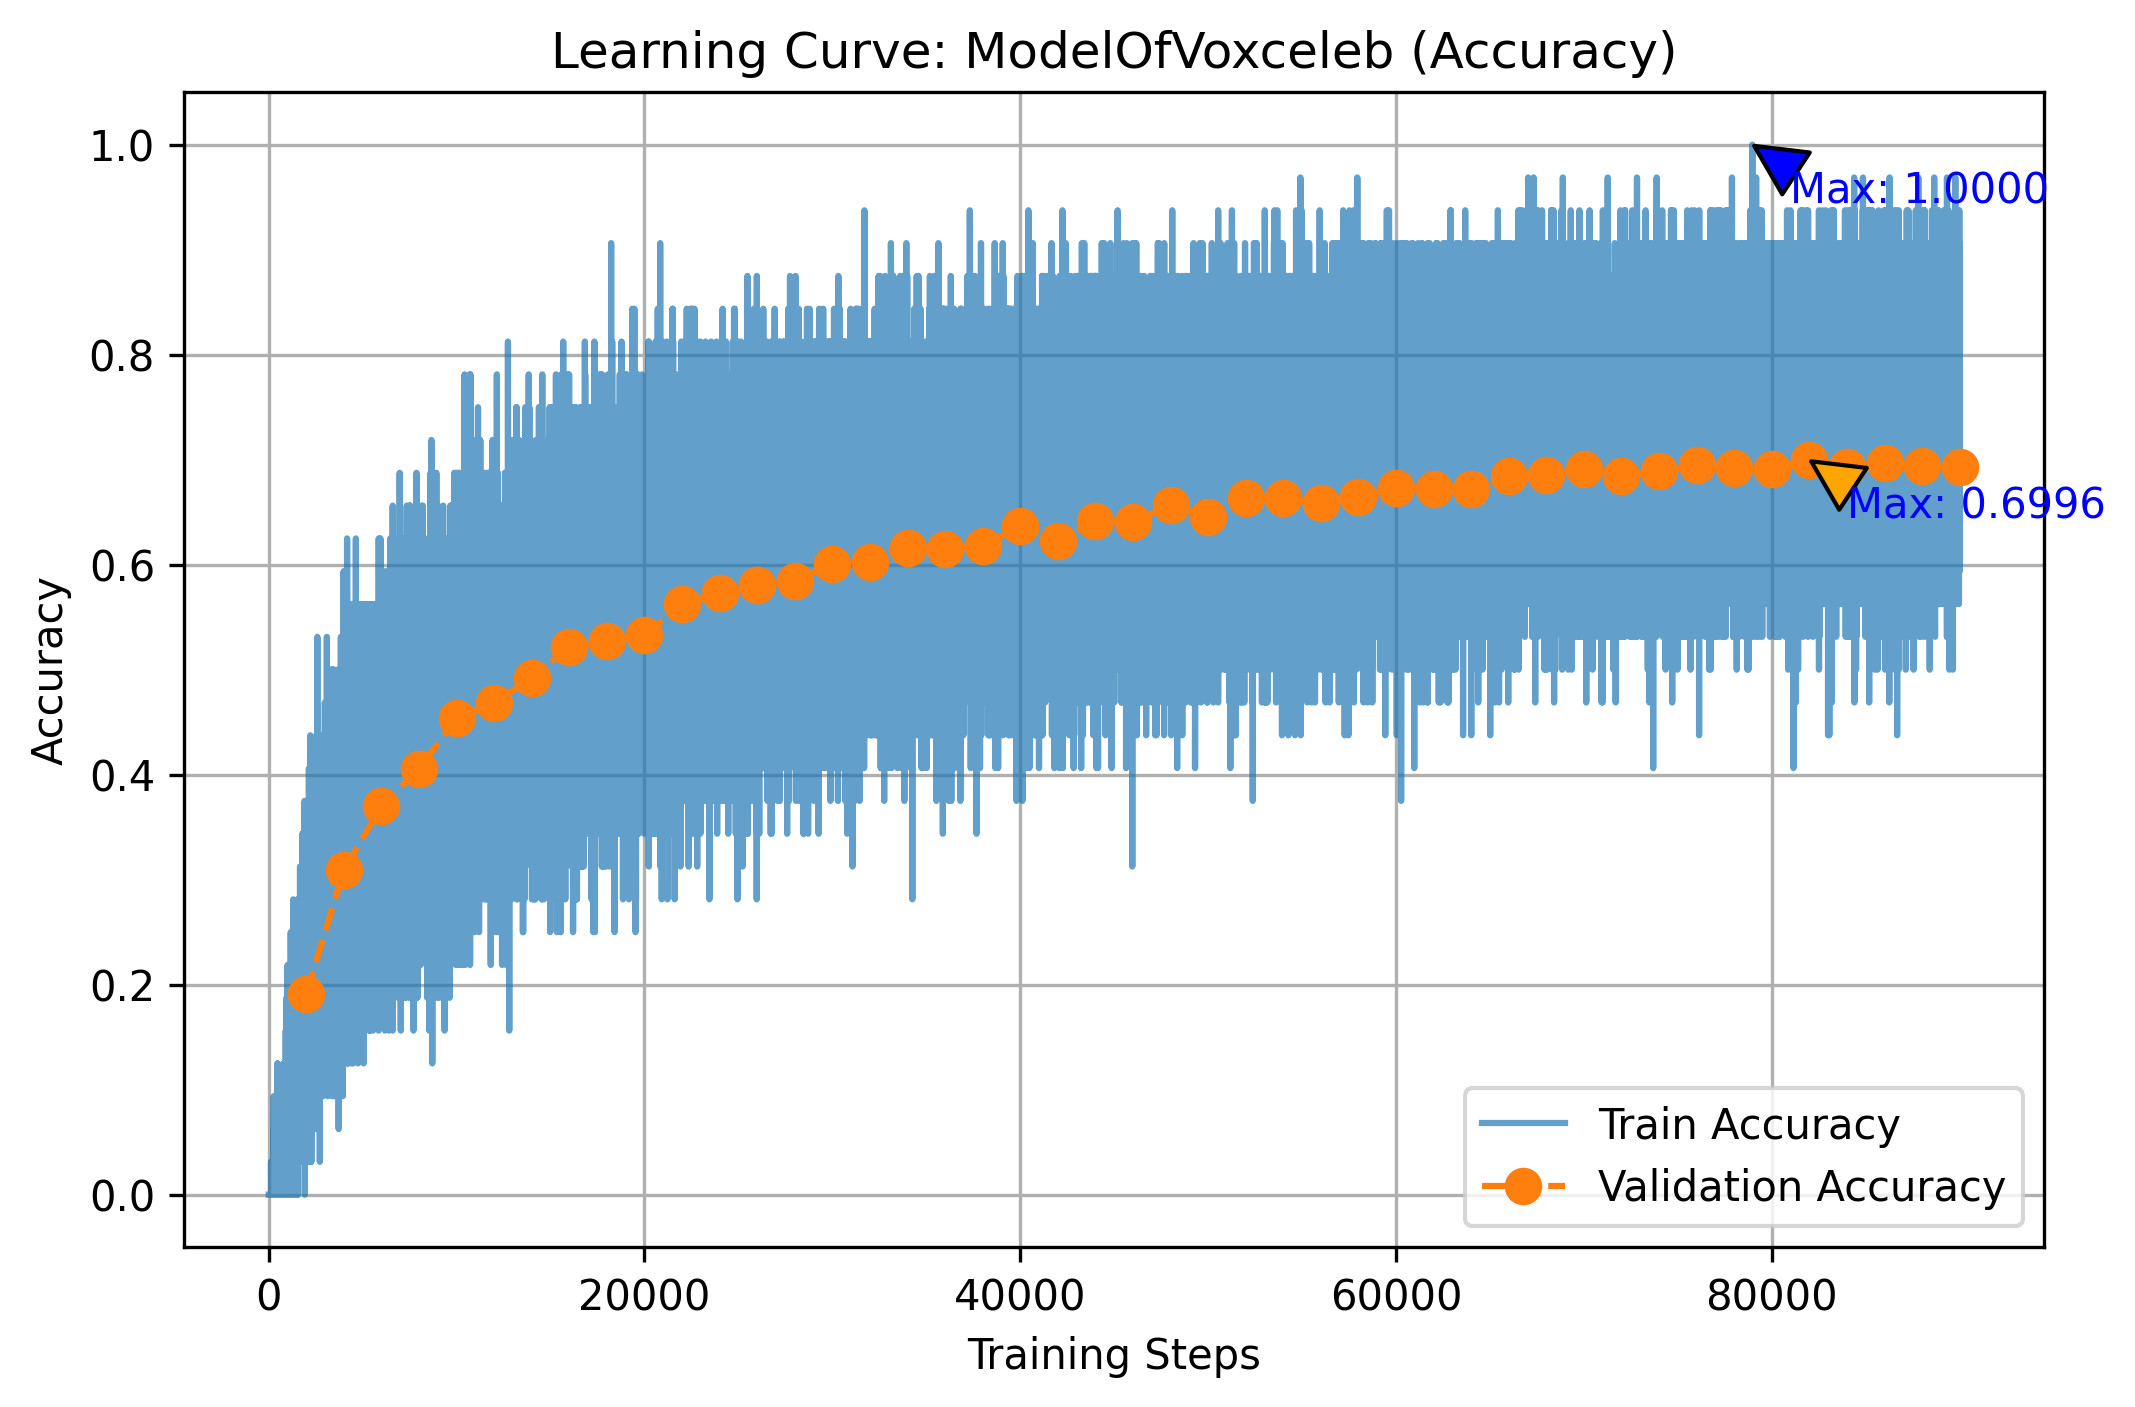 Learning Curve: ModelOfVoxceleb (Accuracy)
1.0
0.8
0.6
0.4
0.2
0.0
Accuracy
Max: 1.0000
Max: 0.6996
Train Accuracy
Validation Accuracy
0 20000 40000 60000 80000
Training Steps